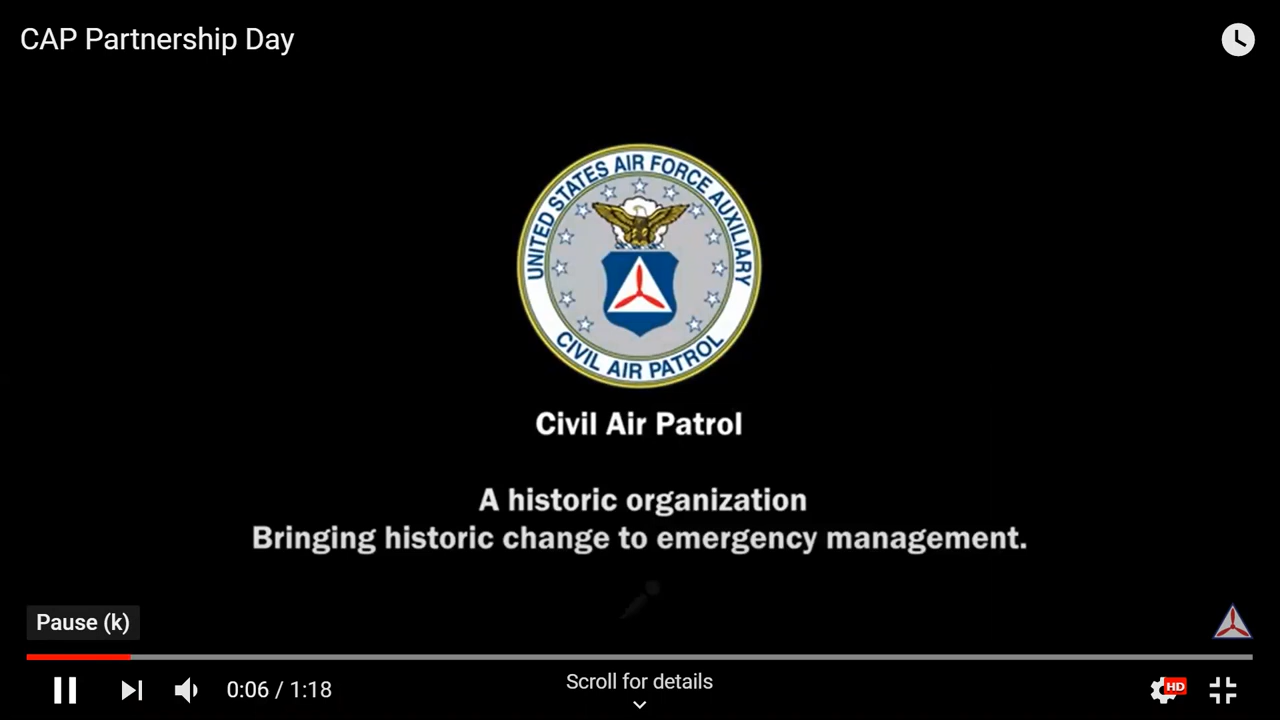 CAP Partnership Day
UNITED STATES AIR FORCE AUXILIARY
CIVIL AIR PATROL
Civil Air Patrol
A historic organization
Bringing historic change to emergency management.
Pause (k)
0:06 / 1:18
Scroll for details
HD